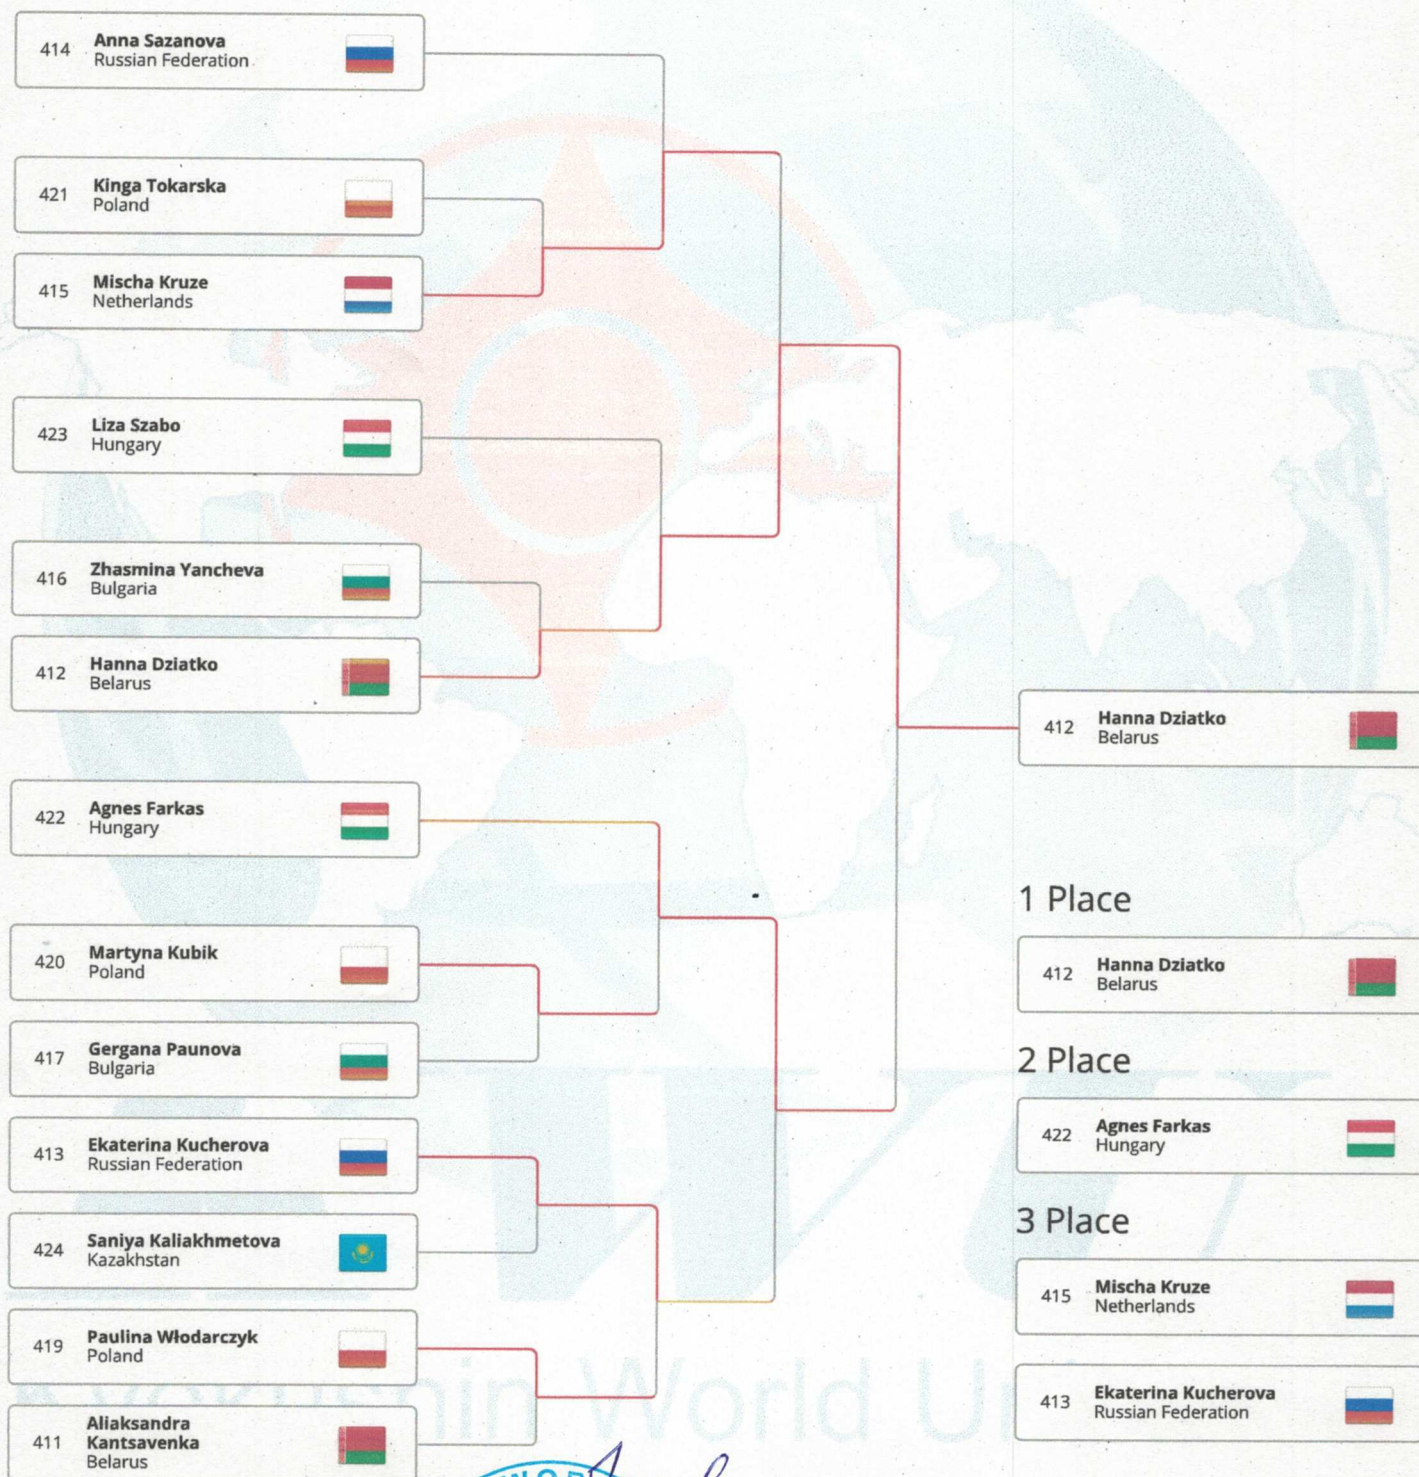 414 Anna Sazanova
Russian Federation
421 Kinga Tokarska
Poland
415 Mischa Kruze
Netherlands
423 Liza Szabo
Hungary
416 Zhasmina Yancheva
Bulgaria
412 Hanna Dziatko
Belarus
422 Agnes Farkas
Hungary
420 Martyna Kubik
Poland
417 Gergana Paunova
Bulgaria
413 Ekaterina Kucherova
Russian Federation
424 Saniya Kaliakhmetova
Kazakhstan
419 Paulina Włodarczyk
Poland
411 Aliaksandra
Kantsavenka
Belarus
412 Hanna Dziatko
Belarus
1 Place
412 Hanna Dziatko
Belarus
2 Place
422 Agnes Farkas
Hungary
3 Place
415 Mischa Kruze
Netherlands
413 Ekaterina Kucherova
Russian Federation
World